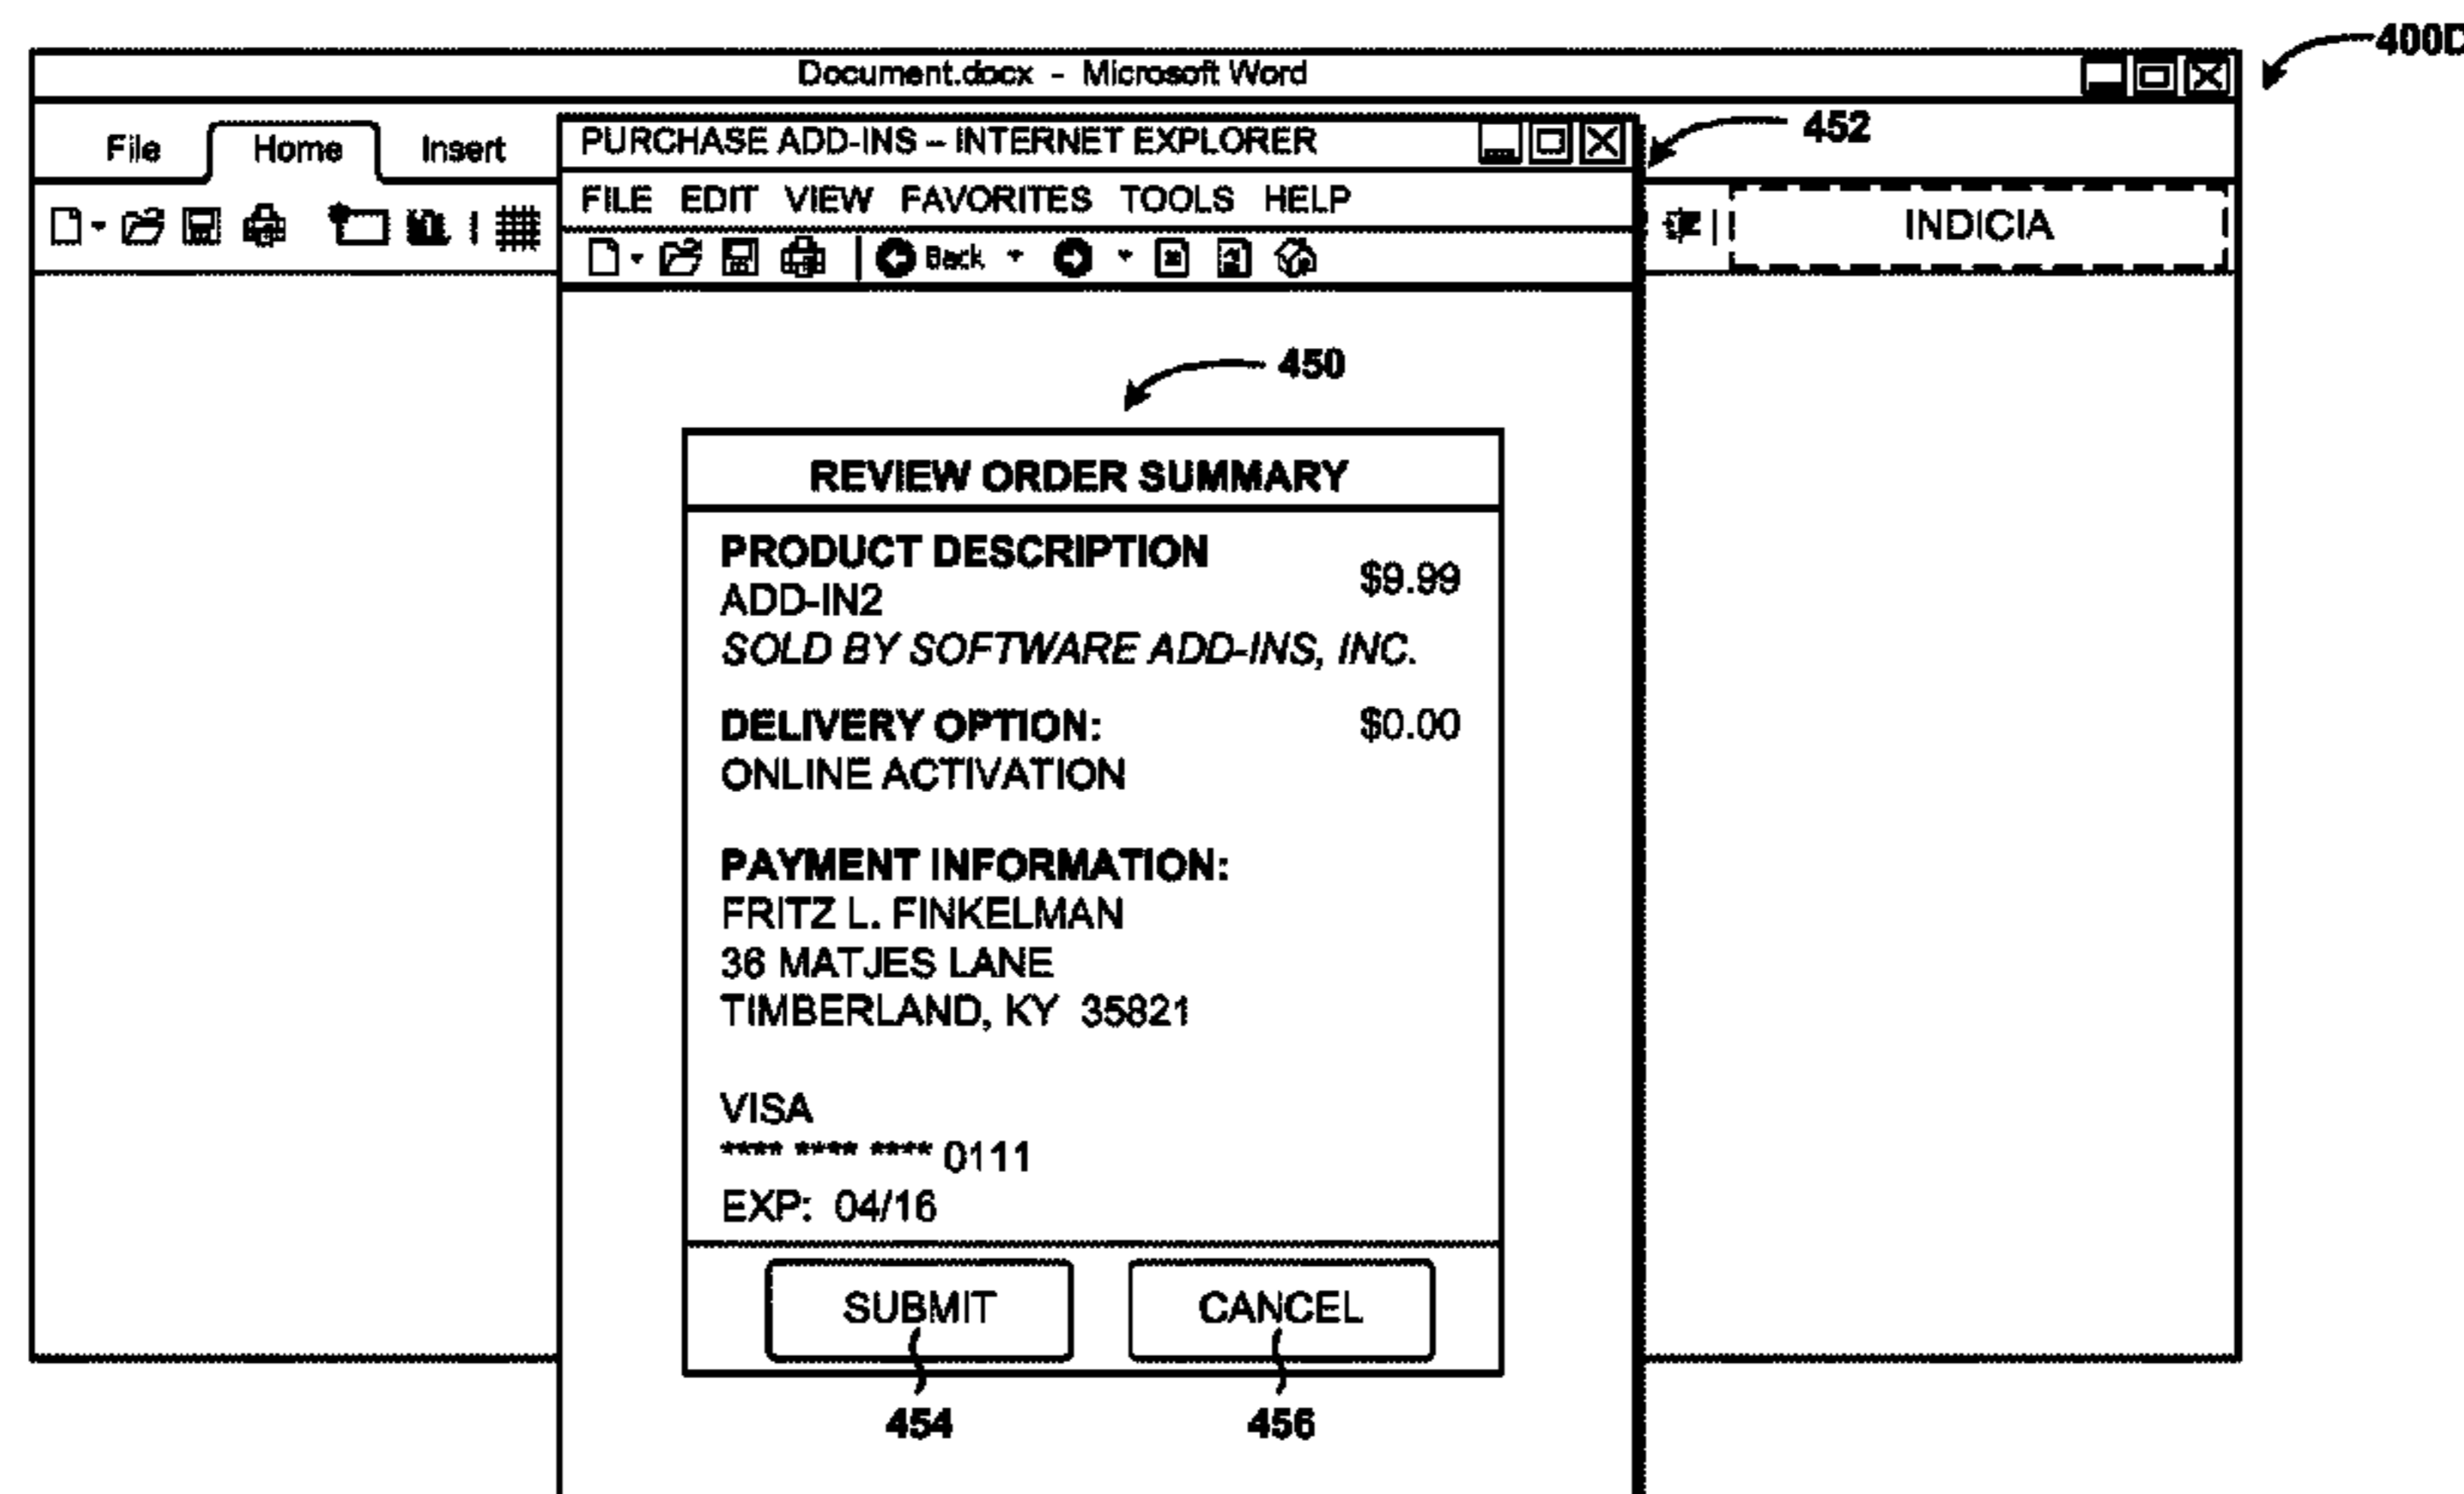 400D
Document.docx - Microsoft Word
File Home Insert
PURCHASE ADD-INS – INTERNET EXPLORER
452
FILE EDIT VIEW FAVORITES TOOLS HELP
INDICIA
Back
450
REVIEW ORDER SUMMARY
PRODUCT DESCRIPTION
$9.99
ADD-IN2
SOLD BY SOFTWARE ADD-INS, INC.
DELIVERY OPTION: $0.00
ONLINE ACTIVATION
PAYMENT INFORMATION:
FRITZ L. FINKELMAN
36 MATJES LANE
TIMBERLAND, KY 35821
VISA
**** **** **** 0111
EXP: 04/16
SUBMIT CANCEL
454 456